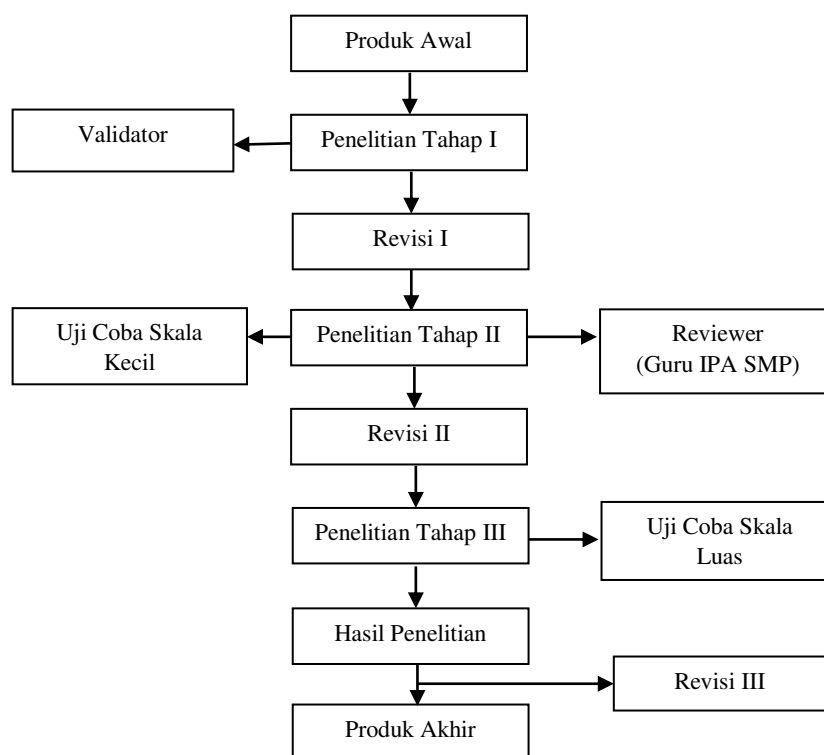 Produk Awal
Validator
Penelitian Tahap I
Revisi I
Uji Coba Skala
Kecil
Penelitian Tahap II
Reviewer
(Guru IPA SMP)
Revisi II
Penelitian Tahap III
Uji Coba Skala
Luas
Hasil Penelitian
Revisi III
Produk Akhir